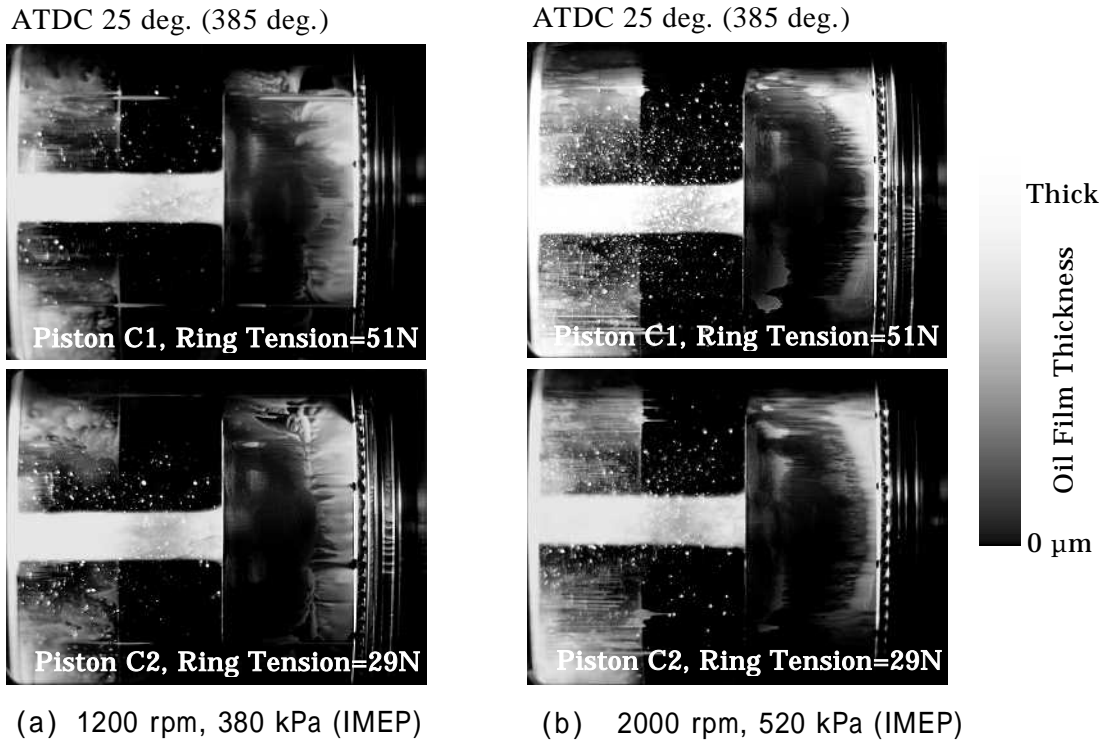 ATDC 25 deg. (385 deg.)
ATDC 25 deg. (385 deg.)
Piston C1, Ring Tension=51N
Piston C1, Ring Tension=51N
Piston C2, Ring Tension=29N
Piston C2, Ring Tension=29N
Thick
Oil Film Thickness
0 µm
(a) 1200 rpm, 380 kPa (IMEP)
(b) 2000 rpm, 520 kPa (IMEP)